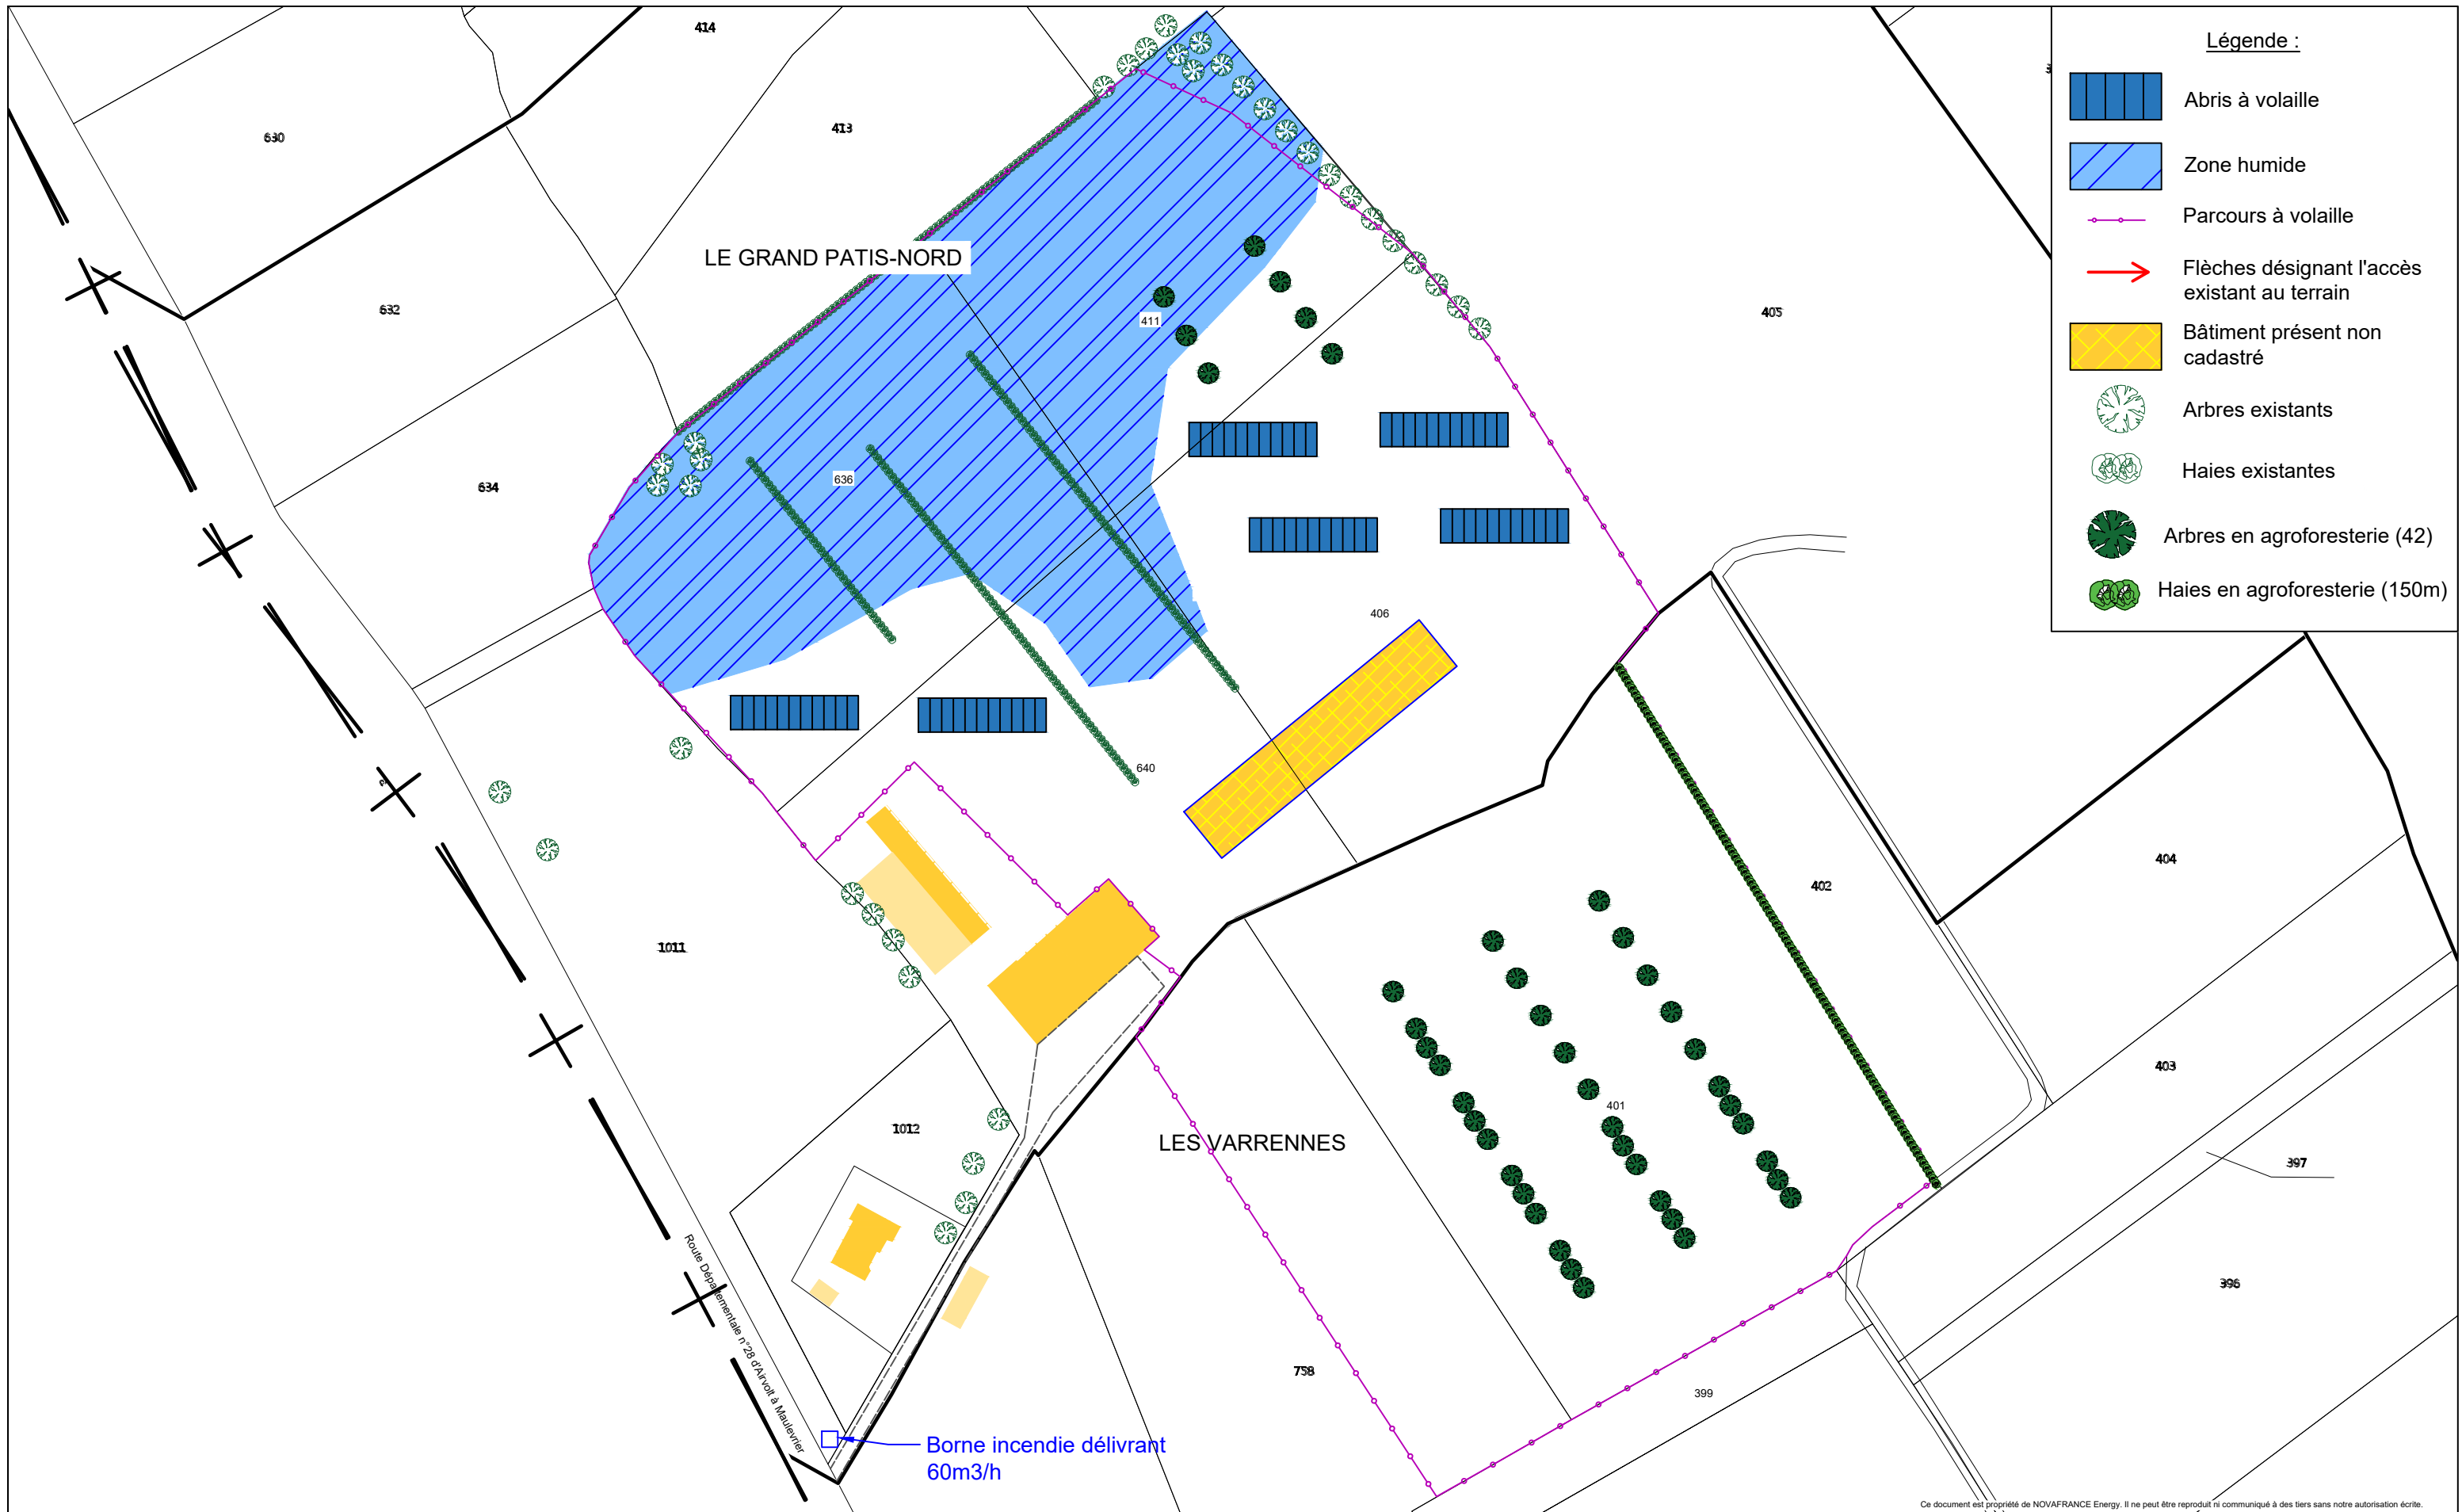 414
630
413
LE GRAND PATIS-NORD
632
411
405
634
636
406
640
1011
402
404
401
403
1012
LES VARRENNES
397
396
758
399
Route Départementale n°28 d'Airvolt à Maulevrier
Borne incendie délivrant
60m3/h
Légende :
Abris à volaille
Zone humide
Parcours à volaille
Flèches désignant l'accès
existant au terrain
Bâtiment présent non
cadastré
Arbres existants
Haies existantes
Arbres en agroforesterie (42)
Haies en agroforesterie (150m)
Ce document est propriété de NOVAFRANCE Energy. Il ne peut être reproduit ni communiqué à des tiers sans notre autorisation écrite.